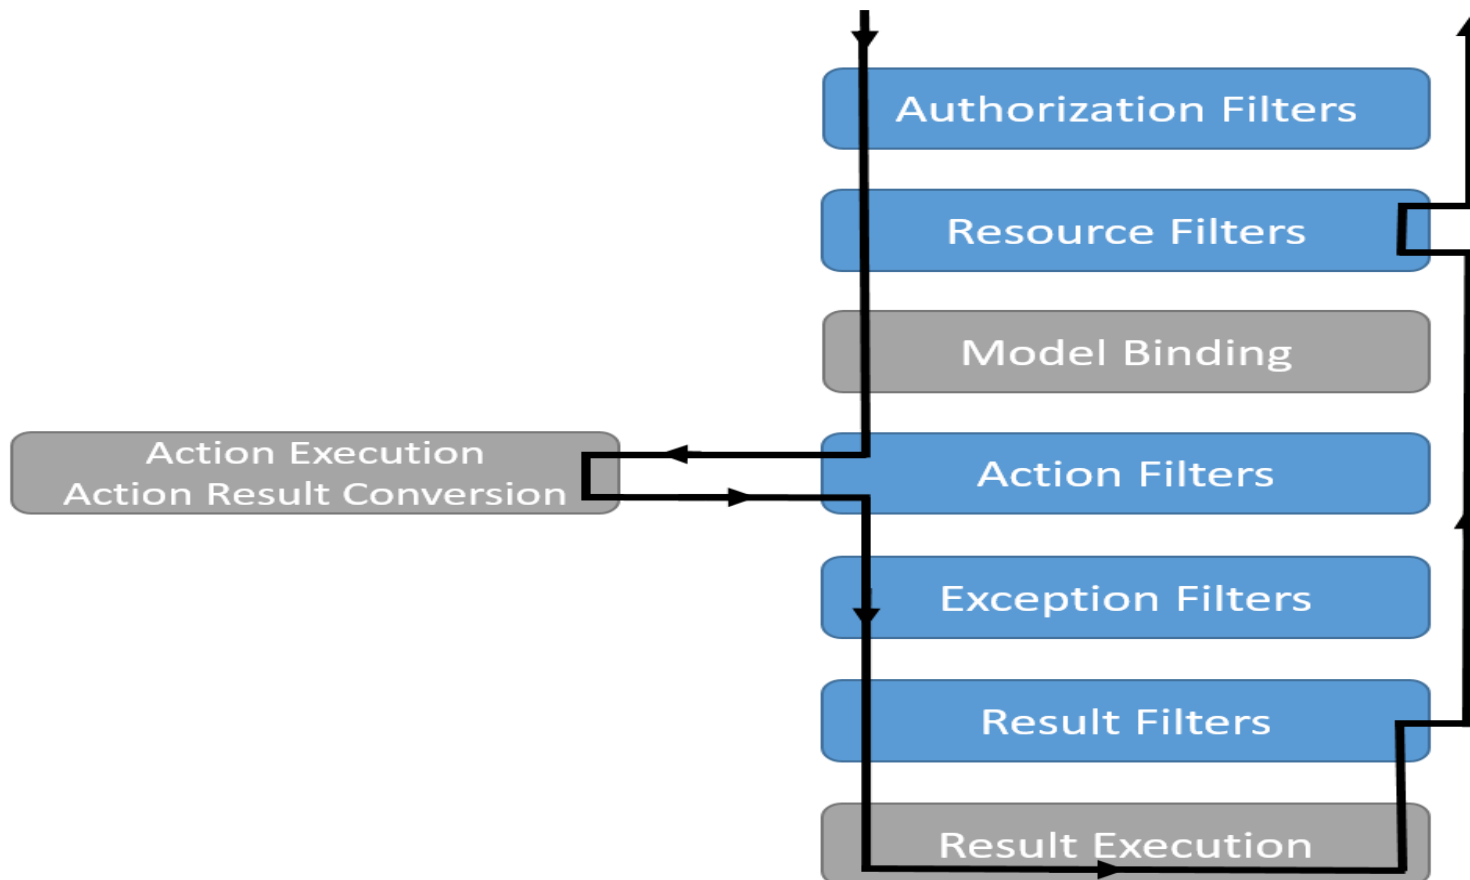 Authorization Filters
Resource Filters
Model Binding
Action Execution
Action Result Conversion
Action Filters
Exception Filters
Result Filters
Result Execution